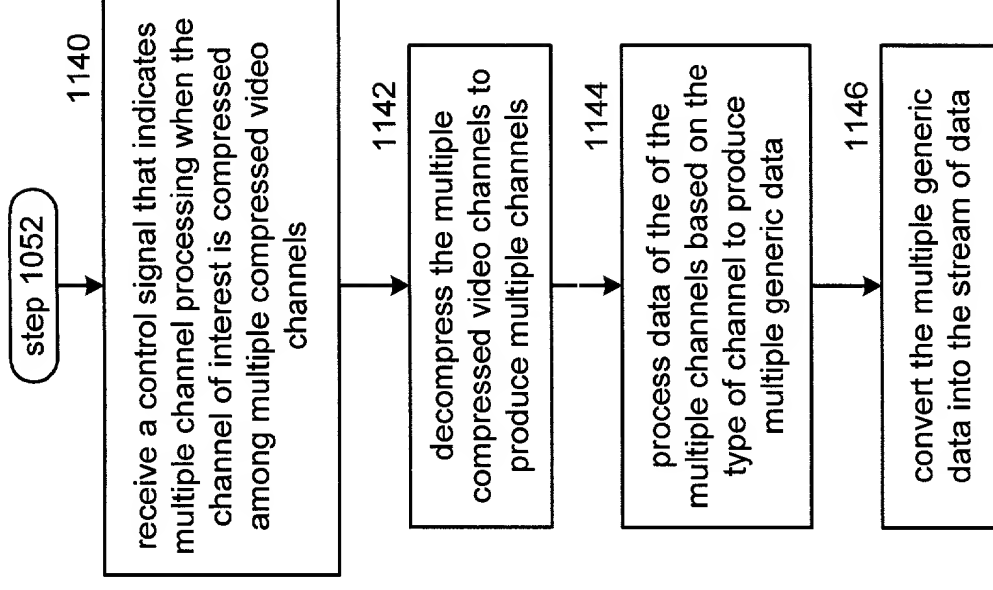 step 1052
1140
receive a control signal that indicates
multiple channel processing when the
channel of interest is compressed
among multiple compressed video
channels
1142
decompress the multiple
compressed video channels to
produce multiple channels
1144
process data of the of the
multiple channels based on the
type of channel to produce
multiple generic data
1146
convert the multiple generic
data into the stream of data